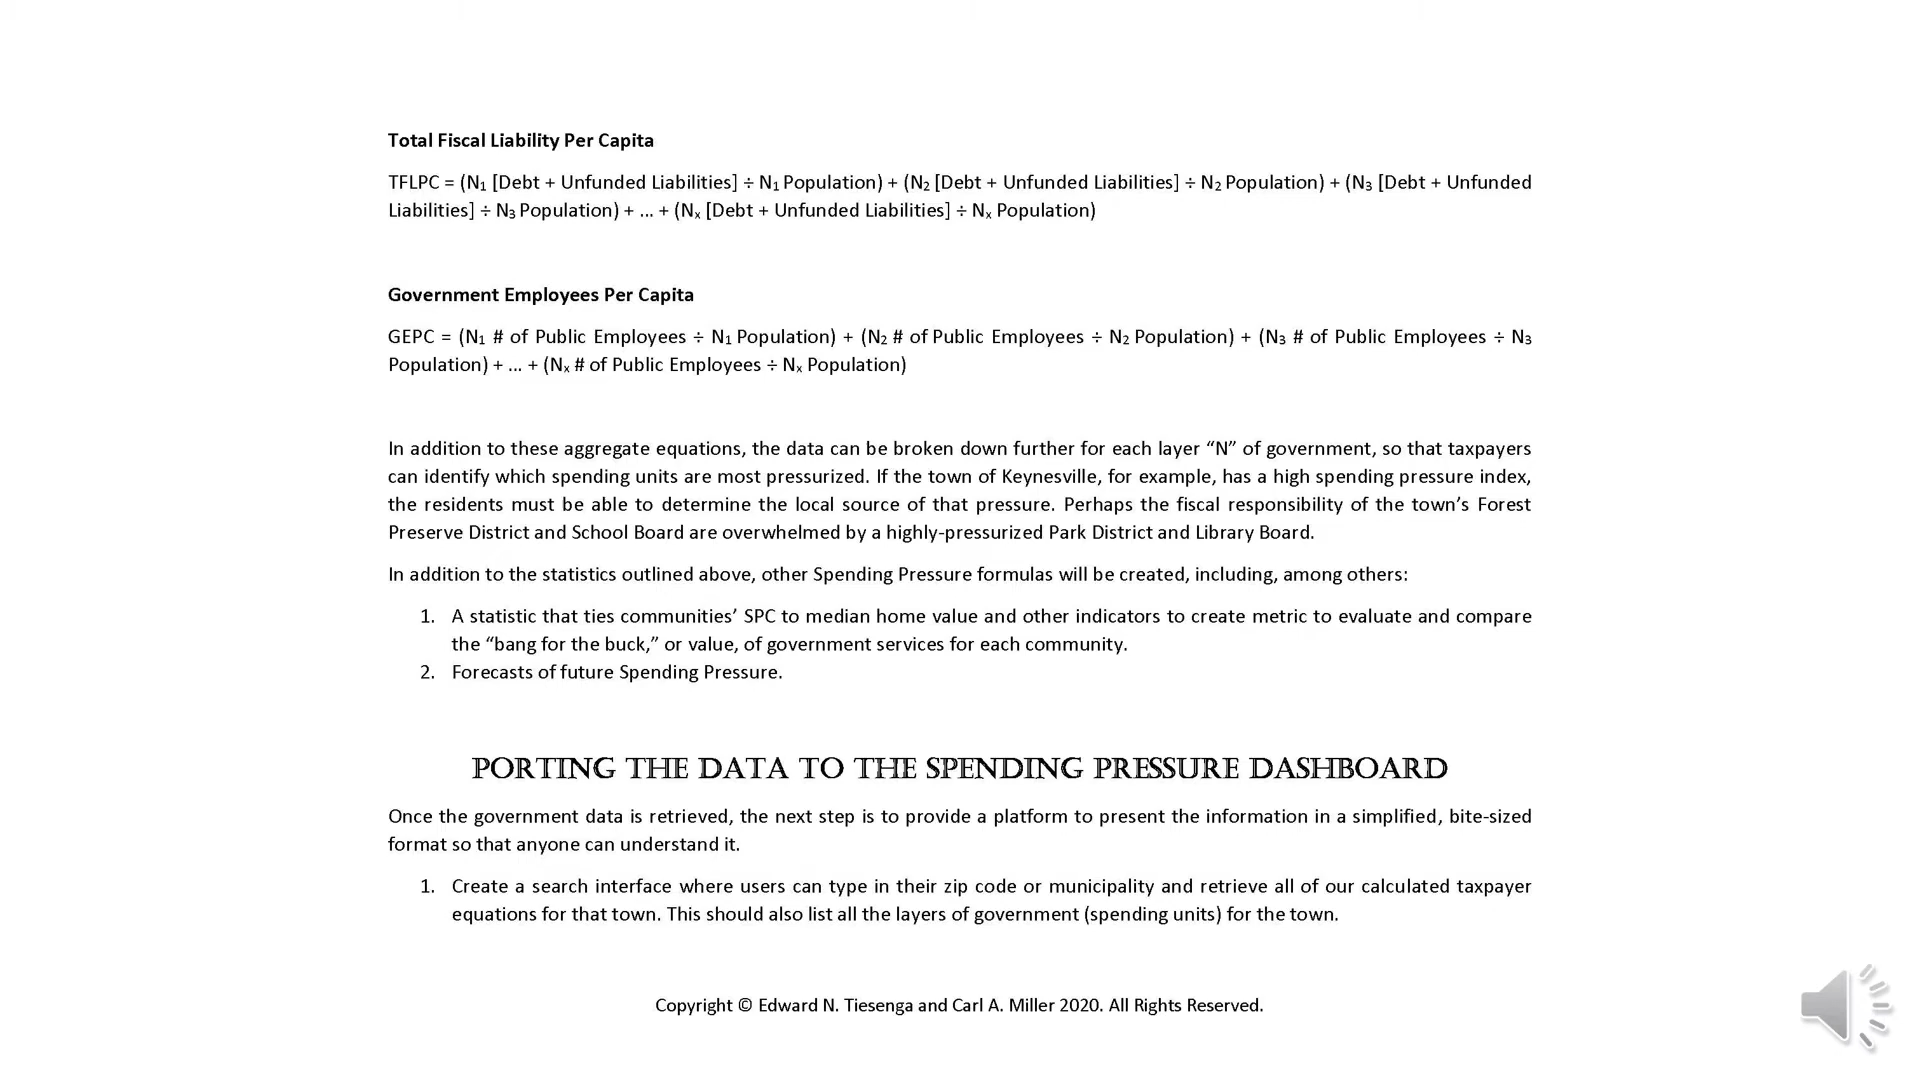 Total Fiscal Liability Per Capita
TFLPC = (N₁ [Debt + Unfunded Liabilities] ÷ N₁ Population) + (N₂ [Debt + Unfunded Liabilities] ÷ N₂ Population) + (N₃ [Debt + Unfunded
Liabilities] ÷ N₃ Population) + ... + (Nₓ [Debt + Unfunded Liabilities] ÷ Nₓ Population)
Government Employees Per Capita
GEPC = (N₁ # of Public Employees ÷ N₁ Population) + (N₂ # of Public Employees ÷ N₂ Population) + (N₃ # of Public Employees ÷ N₃
Population) + ... + (Nₓ # of Public Employees ÷ Nₓ Population)
In addition to these aggregate equations, the data can be broken down further for each layer “N” of government, so that taxpayers
can identify which spending units are most pressurized. If the town of Keynesville, for example, has a high spending pressure index,
the residents must be able to determine the local source of that pressure. Perhaps the fiscal responsibility of the town’s Forest
Preserve District and School Board are overwhelmed by a highly-pressurized Park District and Library Board.
In addition to the statistics outlined above, other Spending Pressure formulas will be created, including, among others:
1. A statistic that ties communities’ SPC to median home value and other indicators to create metric to evaluate and compare
the “bang for the buck,” or value, of government services for each community.
2. Forecasts of future Spending Pressure.
PORTING THE DATA TO THE SPENDING PRESSURE DASHBOARD
Once the government data is retrieved, the next step is to provide a platform to present the information in a simplified, bite-sized
format so that anyone can understand it.
1. Create a search interface where users can type in their zip code or municipality and retrieve all of our calculated taxpayer
equations for that town. This should also list all the layers of government (spending units) for the town.
Copyright © Edward N. Tiesenga and Carl A. Miller 2020. All Rights Reserved.